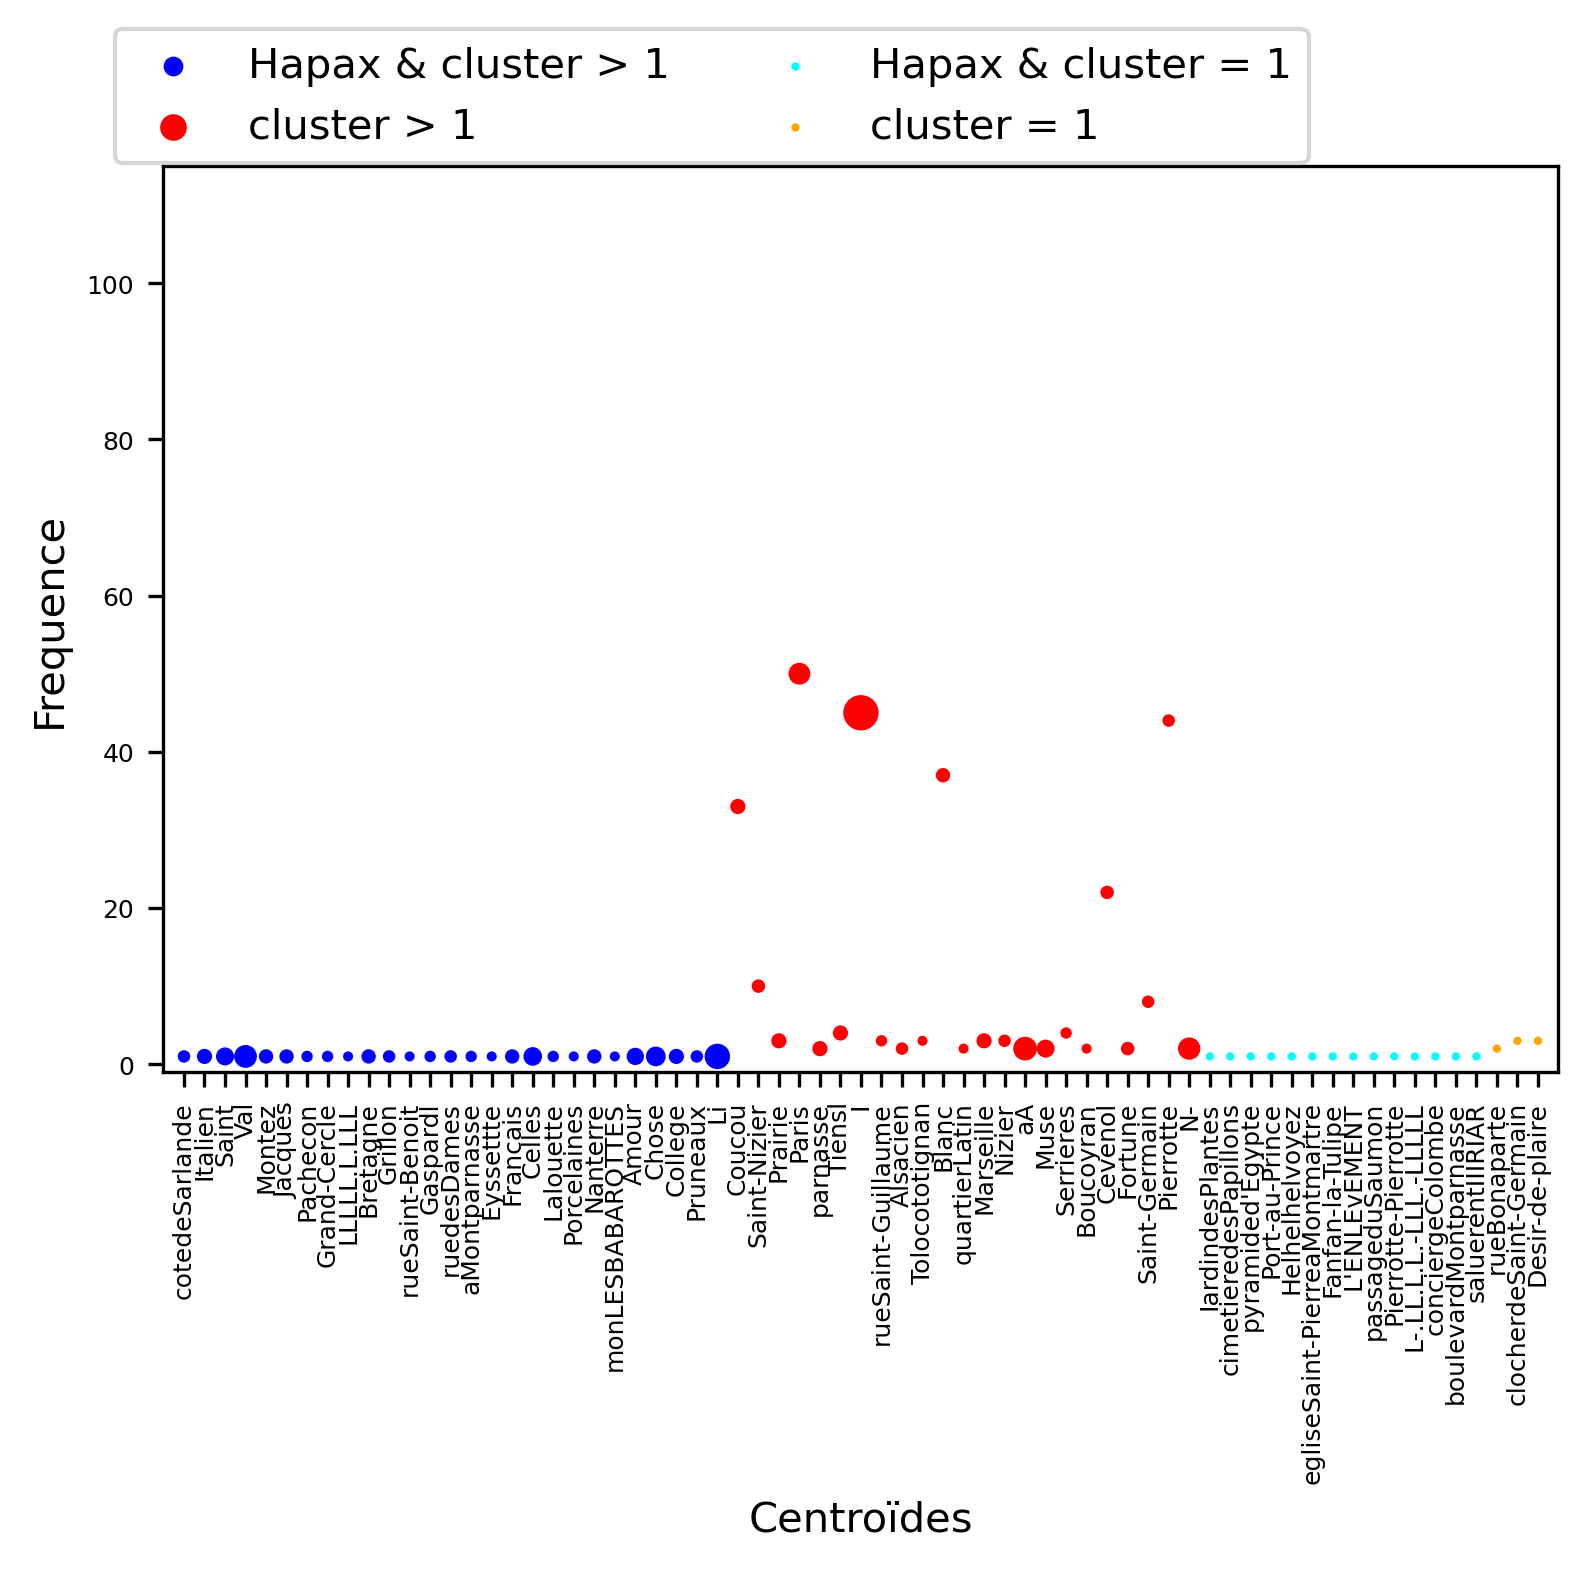 Hapax & cluster > 1
cluster > 1
Hapax & cluster = 1
cluster = 1
Frequence
100
80
60
40
20
0
cotedeSarlande
Italien
Saint
Val
Montez
Jacques
Pachecon
Grand-Cercle
LLLLL.L.LLL
Bretagne
Grillon
rueSaint-Benoit
GaspardI
ruedesDames
aMontparnasse
Eyssettte
Francais
Celles
Lalouette
Porcelaines
Nanterre
monLESBABAROTTES
Amour
Chose
College
Pruneaux
Li
Coucou
Saint-Nizier
Prairie
Paris
parnasse
TiensI
I
rueSaint-Guillaume
Alsacien
Tolocototignan
Blanc
quartierLatin
Marseille
Nizier
aA
Muse
Serrieres
Boucoyran
Cevenol
Fortune
Saint-Germain
Pierrotte
N-
JardindesPlantes
cimetieredesPapillons
pyramided'Egypte
Port-au-Prince
Helhelhelvoyez
egliseSaint-PierreaMontmartre
Fanfan-la-Tulipe
L'ENLEvEMENT
passageduSaumon
Pierrotte-Pierrotte
L-.LL.L.L.-LLL.-LLLLL
conciergeColombe
boulevardMontparnasse
rueBonaparte
clocherdeSaint-Germain
Desir-de-plaire
Centroïdes